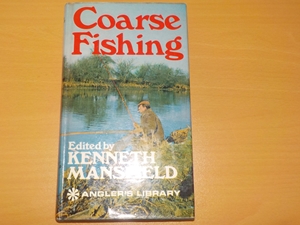 Coarse
Fishing
Edited by
KENNETH
MANSFIELD
ANGLER'S LIBRARY